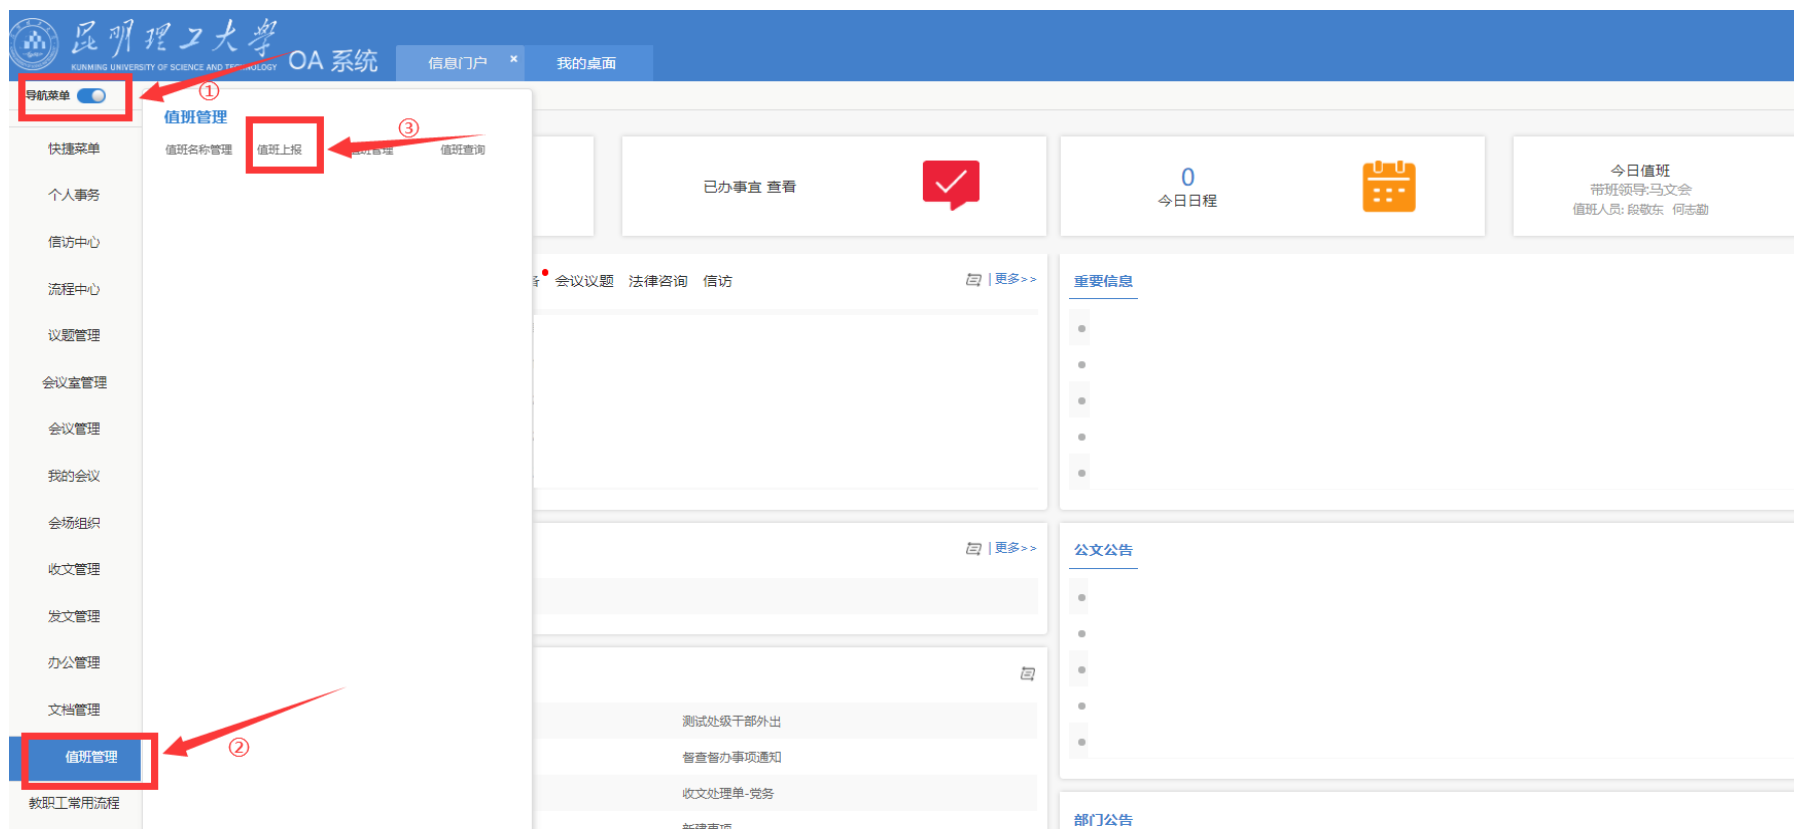 昆明理工大学
KUNMING UNIVERSITY OF SCIENCE AND TECHNOLOGY
OA 系统
信息门户 ×
我的桌面
导航菜单
①
值班管理
③
值班名称管理 值班上报 值班管理 值班查询
快捷菜单
个人事务
信访中心
流程中心
议题管理
会议室管理
会议管理
我的会议
会场组织
收文管理
发文管理
办公管理
文档管理
值班管理
②
教职工常用流程
已办事宜 查看
0
今日日程
今日值班
带班领导:马文会
值班人员: 段敬东 何志勤
会议议题 法律咨询 信访
|更多>>
重要信息
|更多>>
公文公告
测试处级干部外出
督查督办事项通知
收文处理单-党务
新建事项
部门公告